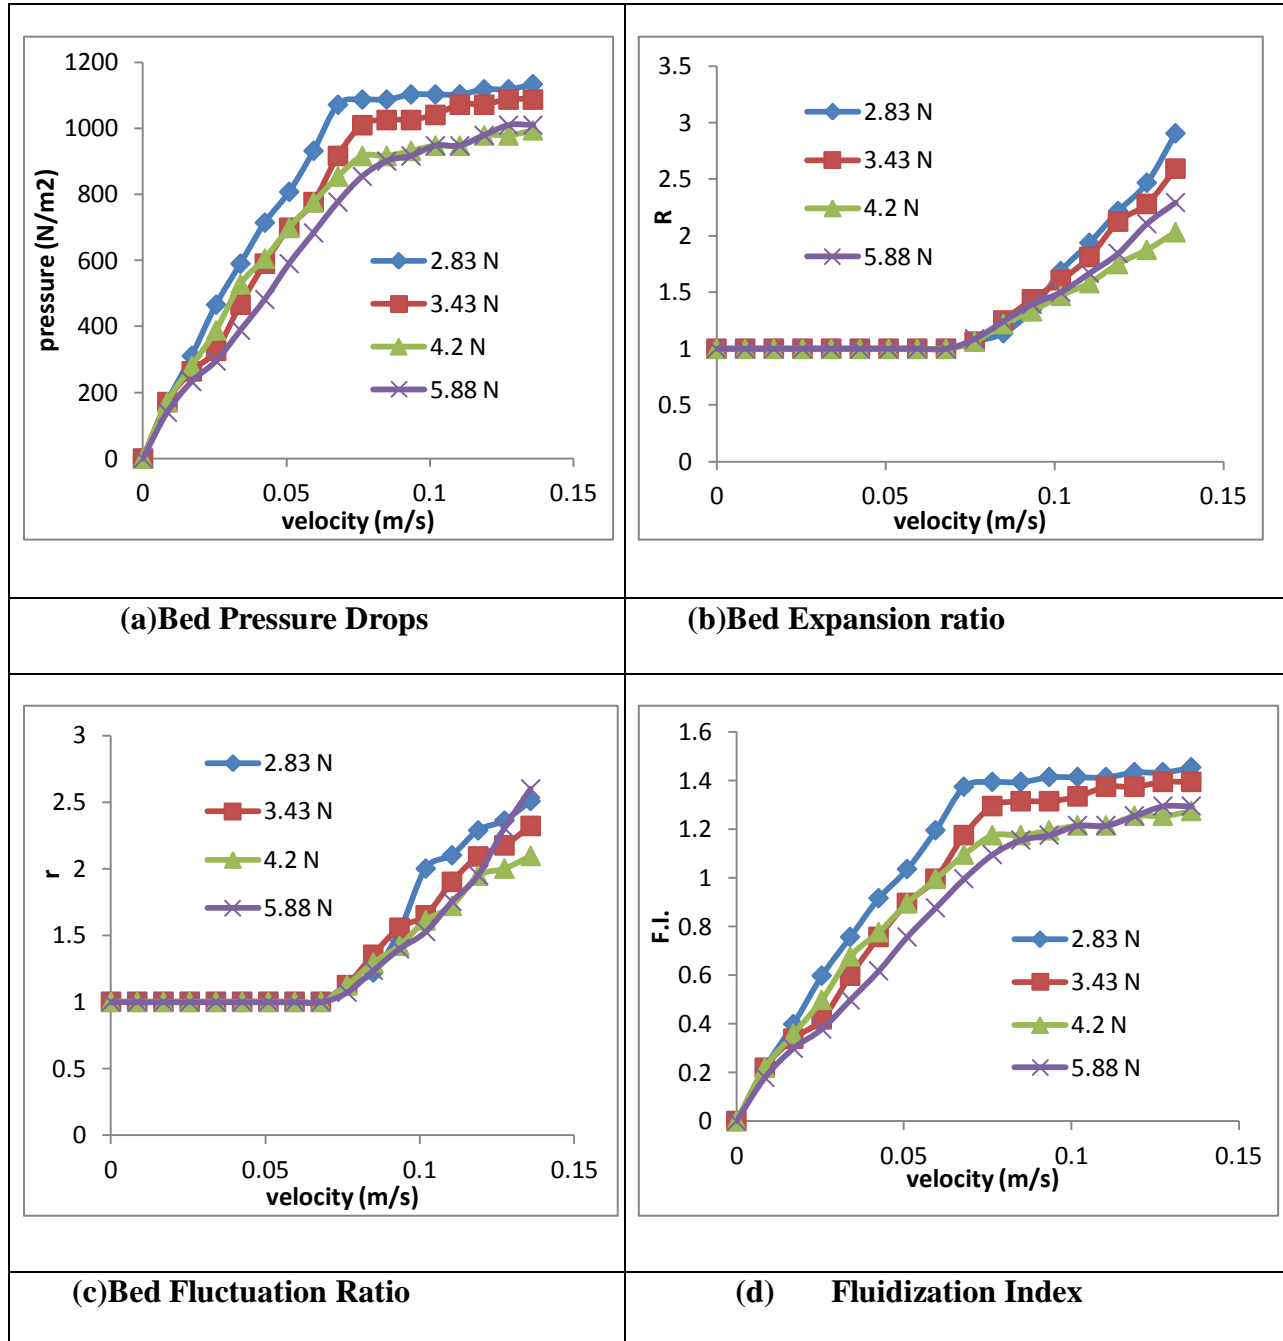 1200
1000
800
600
400
200
0
0 0.05 0.1 0.15
pressure (N/m2)
velocity (m/s)
2.83 N
3.43 N
4.2 N
5.88 N
3.5
3
2.5
2
1.5
1
0.5
0
0 0.05 0.1 0.15
R
velocity (m/s)
2.83 N
3.43 N
4.2 N
5.88 N
(a)Bed Pressure Drops
(b)Bed Expansion ratio
3
2.5
2
1.5
1
0.5
0
0 0.05 0.1 0.15
r
velocity (m/s)
2.83 N
3.43 N
4.2 N
5.88 N
1.6
1.4
1.2
1
0.8
0.6
0.4
0.2
0
0 0.05 0.1 0.15
F.I.
velocity (m/s)
2.83 N
3.43 N
4.2 N
5.88 N
(c)Bed Fluctuation Ratio
(d) Fluidization Index